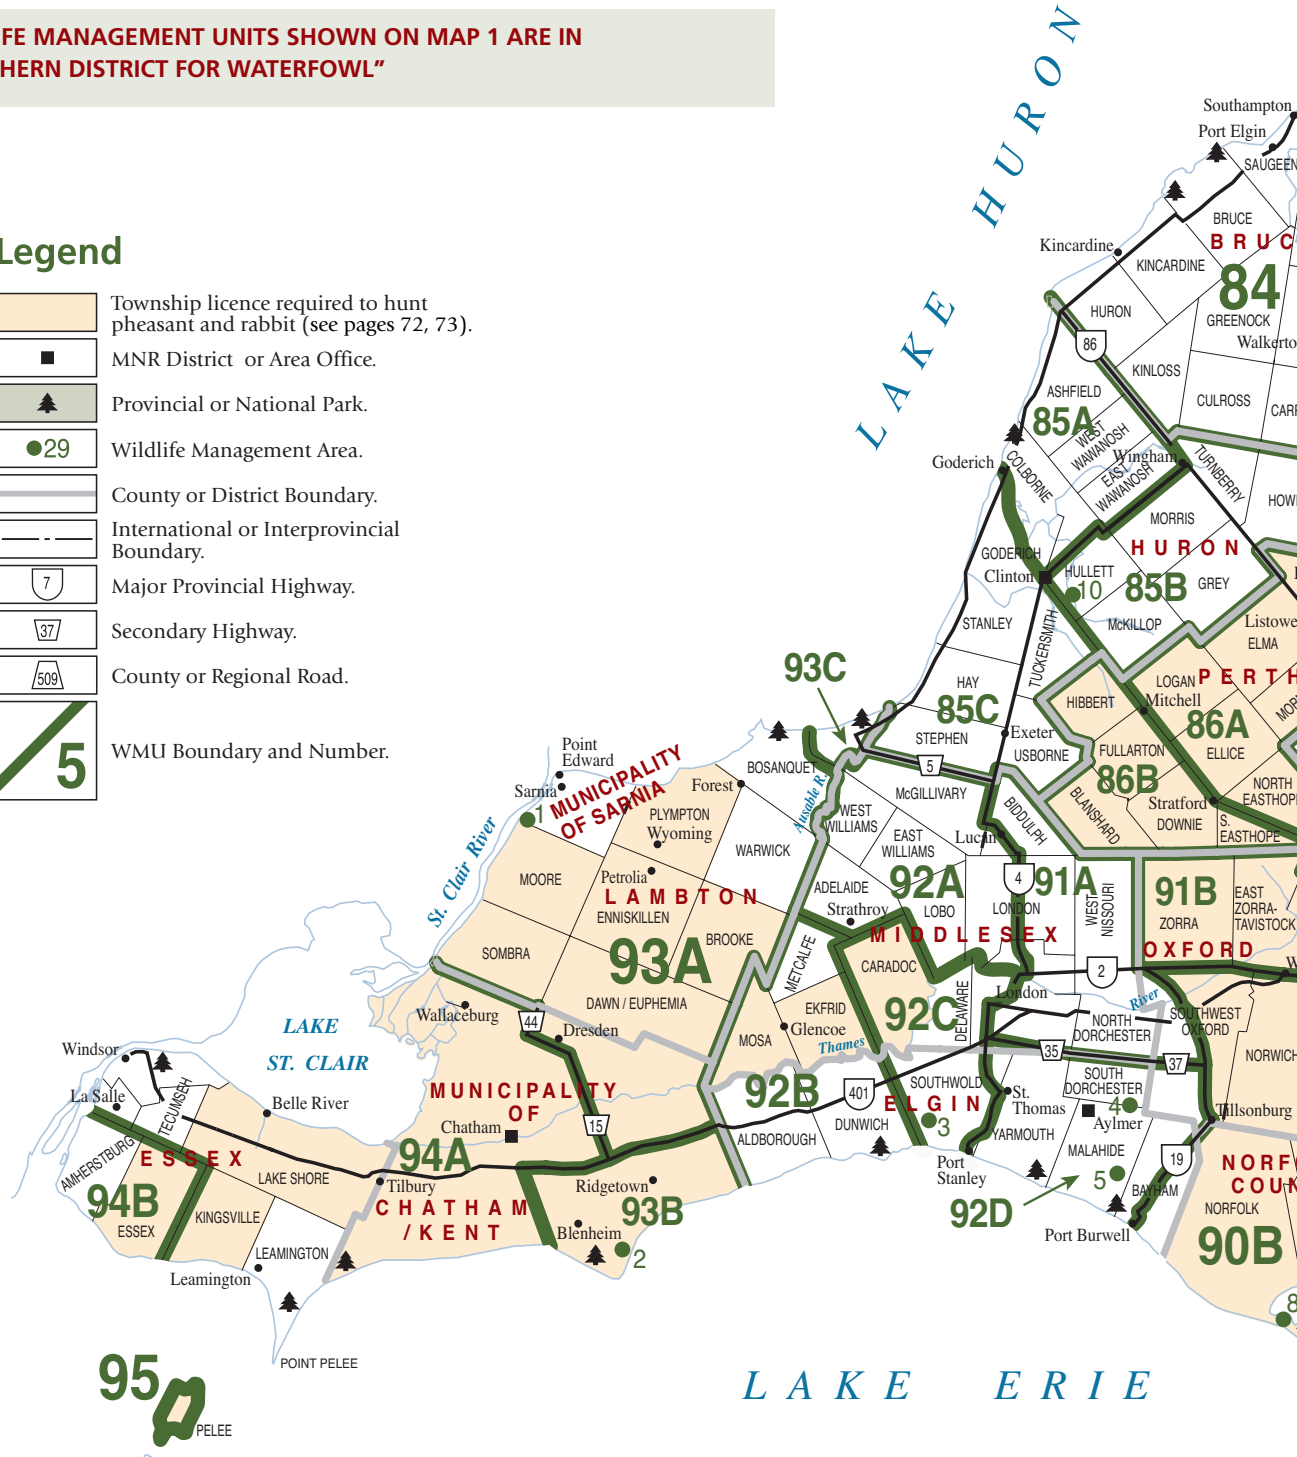 FE MANAGEMENT UNITS SHOWN ON MAP 1 ARE IN
HERN DISTRICT FOR WATERFOWL”
Legend
Township licence required to hunt
pheasant and rabbit (see pages 72, 73).
MNR District or Area Office.
Provincial or National Park.
29
Wildlife Management Area.
County or District Boundary.
International or Interprovincial
Boundary.
7
Major Provincial Highway.
37
Secondary Highway.
509
County or Regional Road.
5
WMU Boundary and Number.
LAKE HURON
Southampton
Port Elgin
SAUGEEN
BRUCE
BRUC
Kincardine
KINCARDINE
84
HURON
GREENOCK
Walkerto
86
KINLOSS
ASHFIELD
CULROSS
CARR
85A
WEST
WAWANOSH
Wingham
EAST
WAWANOSH
TURNBERRY
Goderich
COLBORNE
HOWI
MORRIS
HURON
GODERICH
Clinton
HULLETT
10
85B
GREY
McKILLOP
STANLEY
TUCKERSMITH
Listowe
ELMA
93C
HAY
85C
HIBBERT
LOGAN
PERTH
Mitchell
MOR
86A
STEPHEN
Exeter
USBORNE
FULLARTON
ELLICE
86B
5
Point
Edward
Sarnia
1
MUNICIPALITY
OF SARNIA
Forest
BOSANQUET
Ausable R.
McGILLIVRAY
BIDDULPH
BLANSHARD
Stratford
DOWNIE
NORTH
EASTHOPE
S.
EASTHOPE
PLYMPTON
Wyoming
WARWICK
WEST
WILLIAMS
EAST
WILLIAMS
Lucan
St. Clair River
MOORE
Petrolia
LAMBTON
ENNISKILLEN
ADELAIDE
Strathroy
92A
LOBO
4
91A
LONDON
WEST
NISSOURI
91B
ZORRA
EAST
ZORRA-
TAVISTOCK
SOMBRA
93A
BROOKE
METCALFE
MIDDLESEX
CARADOC
OXFORD
W
2
Wallaceburg
44
DAWN / EUPHEMIA
Dresden
EKFRID
92C
DELAWARE
London
River
MOSA
Glencoe
Thames
NORTH
DORCHESTER
SOUTHWEST
OXFORD
35
37
NORWICH
LAKE
ST. CLAIR
Windsor
La Salle
TECUMSEH
Belle River
MUNICIPALITY
OF
15
92B
401
SOUTHWOLD
ELGIN
SOUTH
DORCHESTER
St.
Thomas
4
Aylmer
Tillsonburg
Chatham
ALDBOROUGH
DUNWICH
3
YARMOUTH
AMHERSTBURG
ESSEX
94A
LAKE SHORE
Tilbury
Port
Stanley
MALAHIDE
19
5
BAYHAM
NORF
COUN
94B
ESSEX
KINGSVILLE
CHATHAM
/KENT
Ridgetown
93B
Blenheim
2
92D
Port Burwell
NORFOLK
90B
LEAMINGTON
Leamington
8
POINT PELEE
95
PELEE
LAKE ERIE